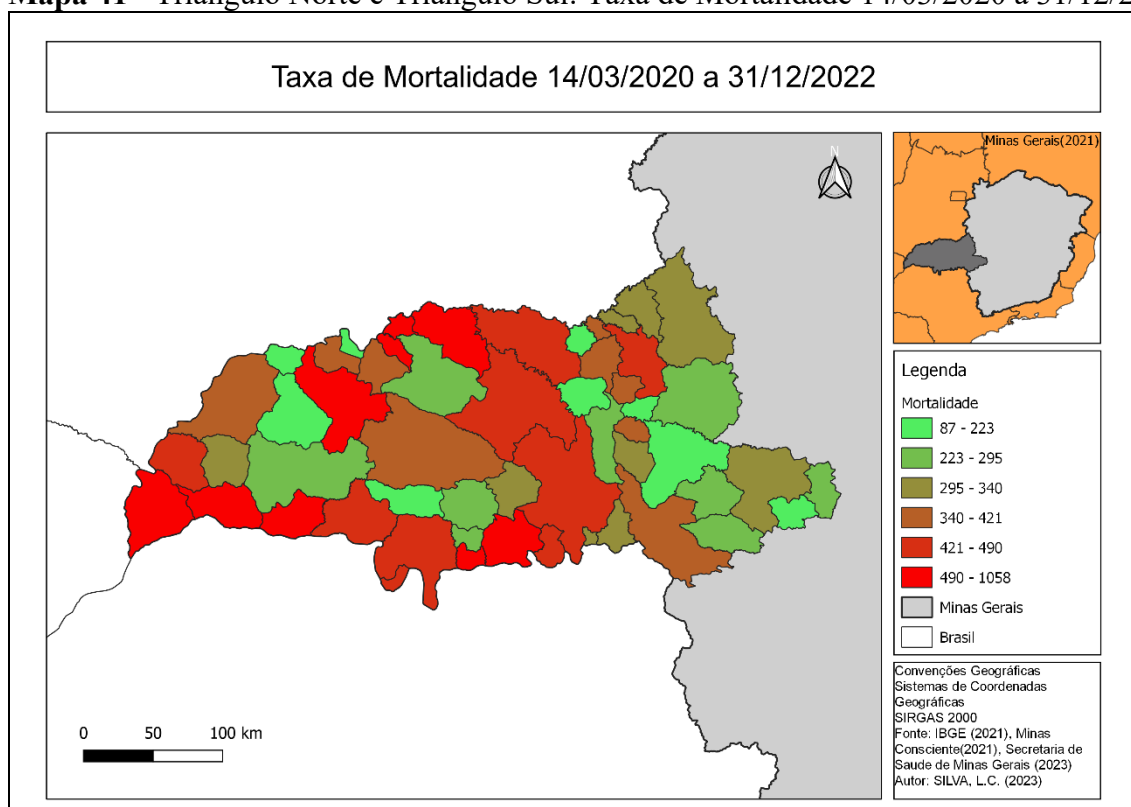 Mapa 41 - Triângulo Norte e Triângulo Sul: Taxa de Mortalidade 14/03/2020 a 31/12/2
Taxa de Mortalidade 14/03/2020 a 31/12/2022
N
Minas Gerais(2021)
Legenda
Mortalidade
87 - 223
223 - 295
295 - 340
340 - 421
421 - 490
490 - 1058
Minas Gerais
Brasil
0 50 100 km
Convenções Geográficas
Sistemas de Coordenadas
Geográficas
SIRGAS 2000
Fonte: IBGE (2021), Minas
Consciente(2021), Secretaria de
Saude de Minas Gerais (2023)
Autor: SILVA, L.C. (2023)